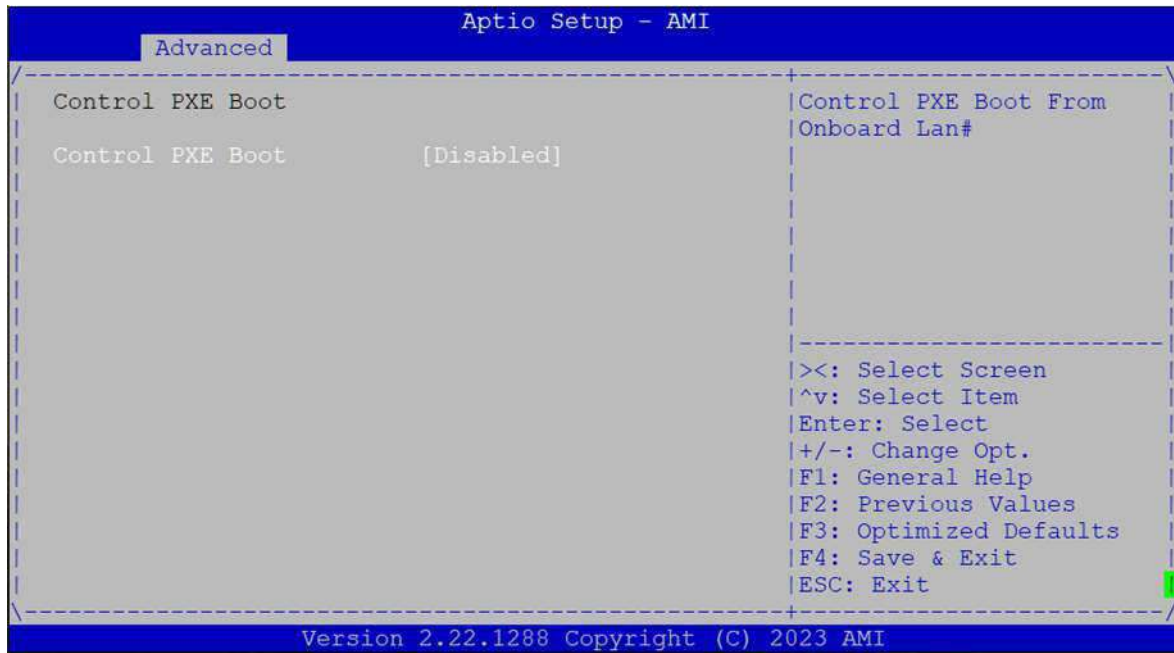 Aptio Setup - AMI
Advanced
Control PXE Boot
Control PXE Boot [Disabled]
Control PXE Boot From
Onboard Lan#
><: Select Screen
^v: Select Item
Enter: Select
+/-: Change Opt.
F1: General Help
F2: Previous Values
F3: Optimized Defaults
F4: Save & Exit
ESC: Exit
Version 2.22.1288 Copyright (C) 2023 AMI